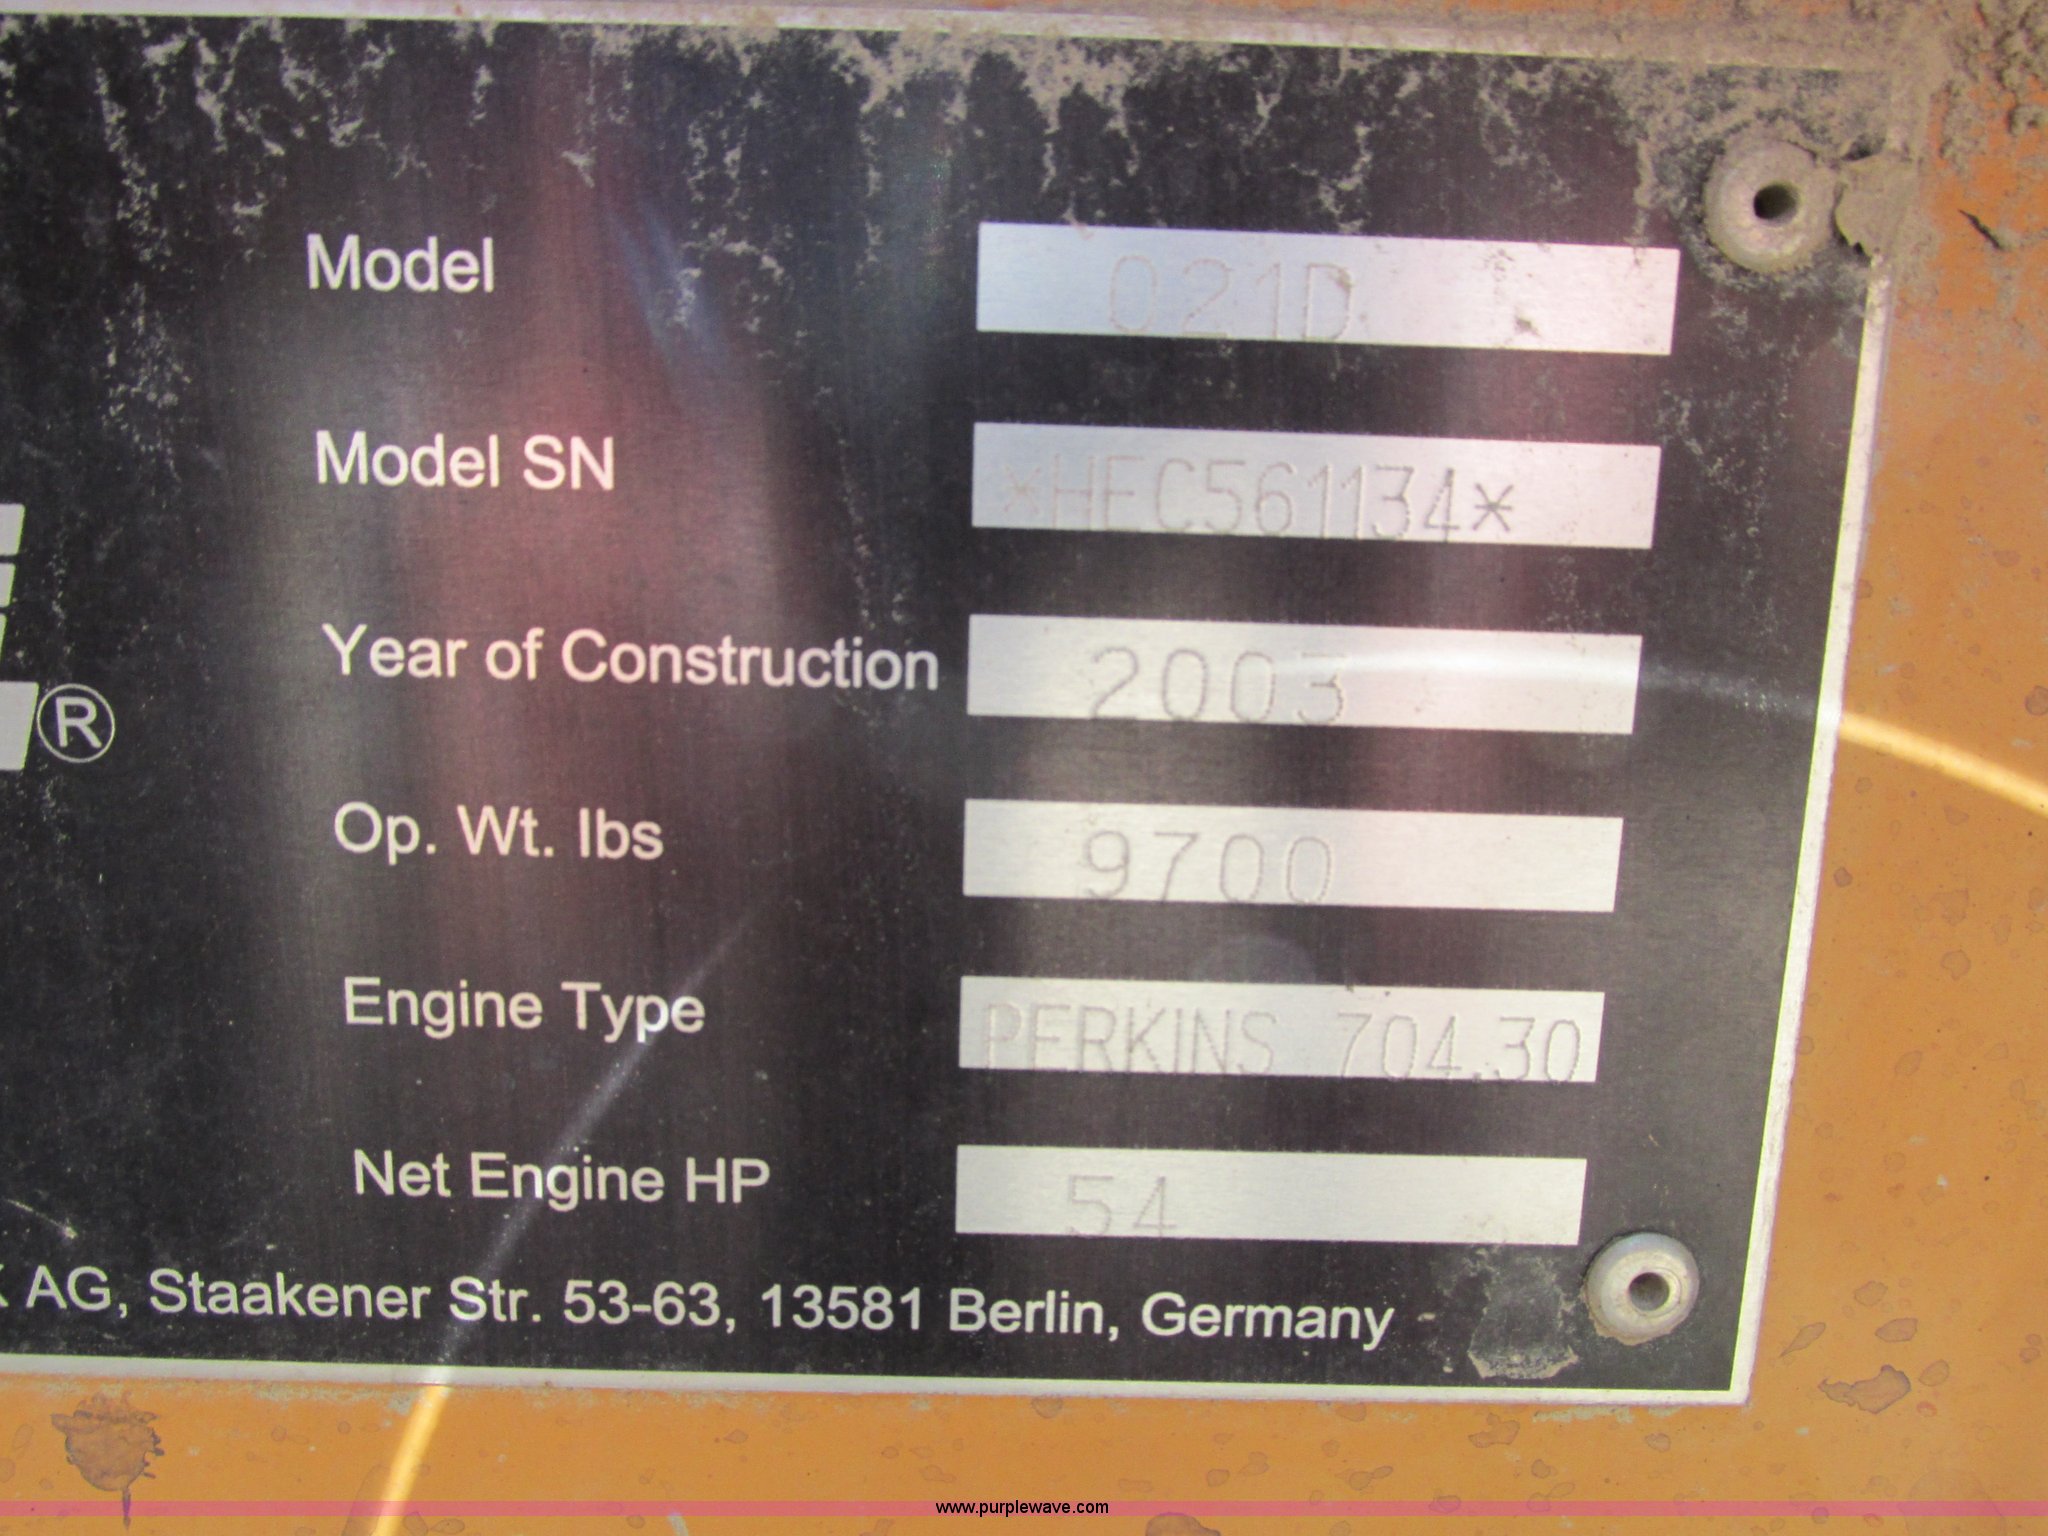 Model 021D
Model SN *HEC561134*
®
Year of Construction 2003
Op. Wt. lbs 9700
Engine Type PERKINS 704.30
Net Engine HP 54
AG, Staakener Str. 53-63, 13581 Berlin, Germany
www.purplewave.com